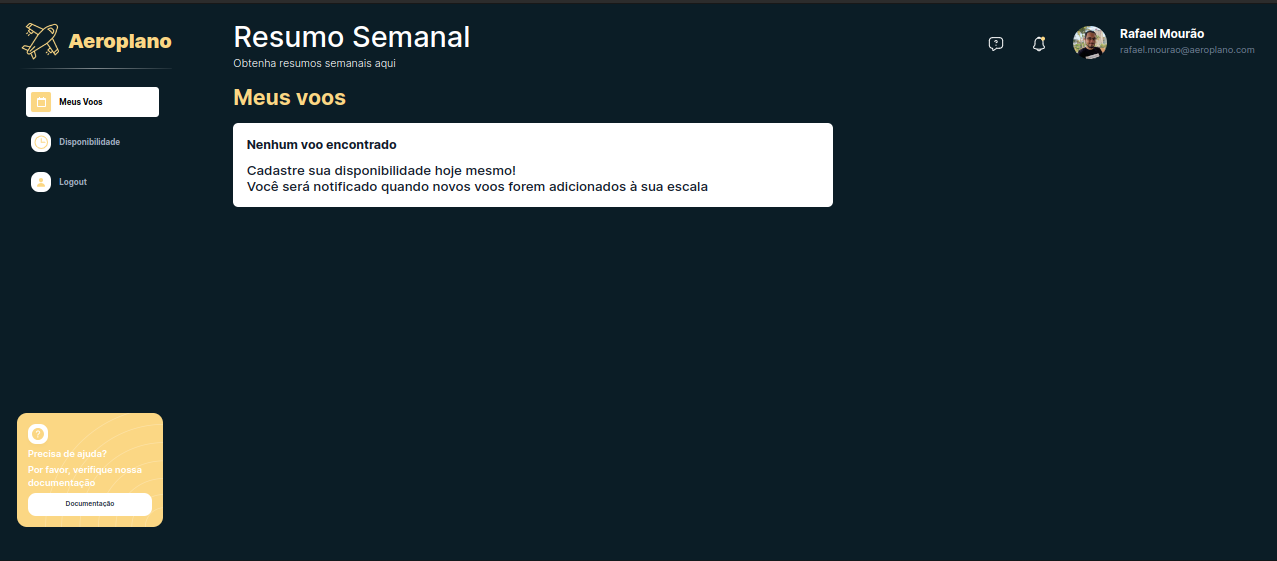 Aeroplano
Resumo Semanal
Obtenha resumos semanais aqui
Rafael Mourão
rafael.mourao@aeroplano.com
Meus Voos
Disponibilidade
Logout
Meus voos
Nenhum voo encontrado
Cadastre sua disponibilidade hoje mesmo!
Você será notificado quando novos voos forem adicionados à sua escala
Precisa de ajuda?
Por favor, verifique nossa
documentação
Documentação